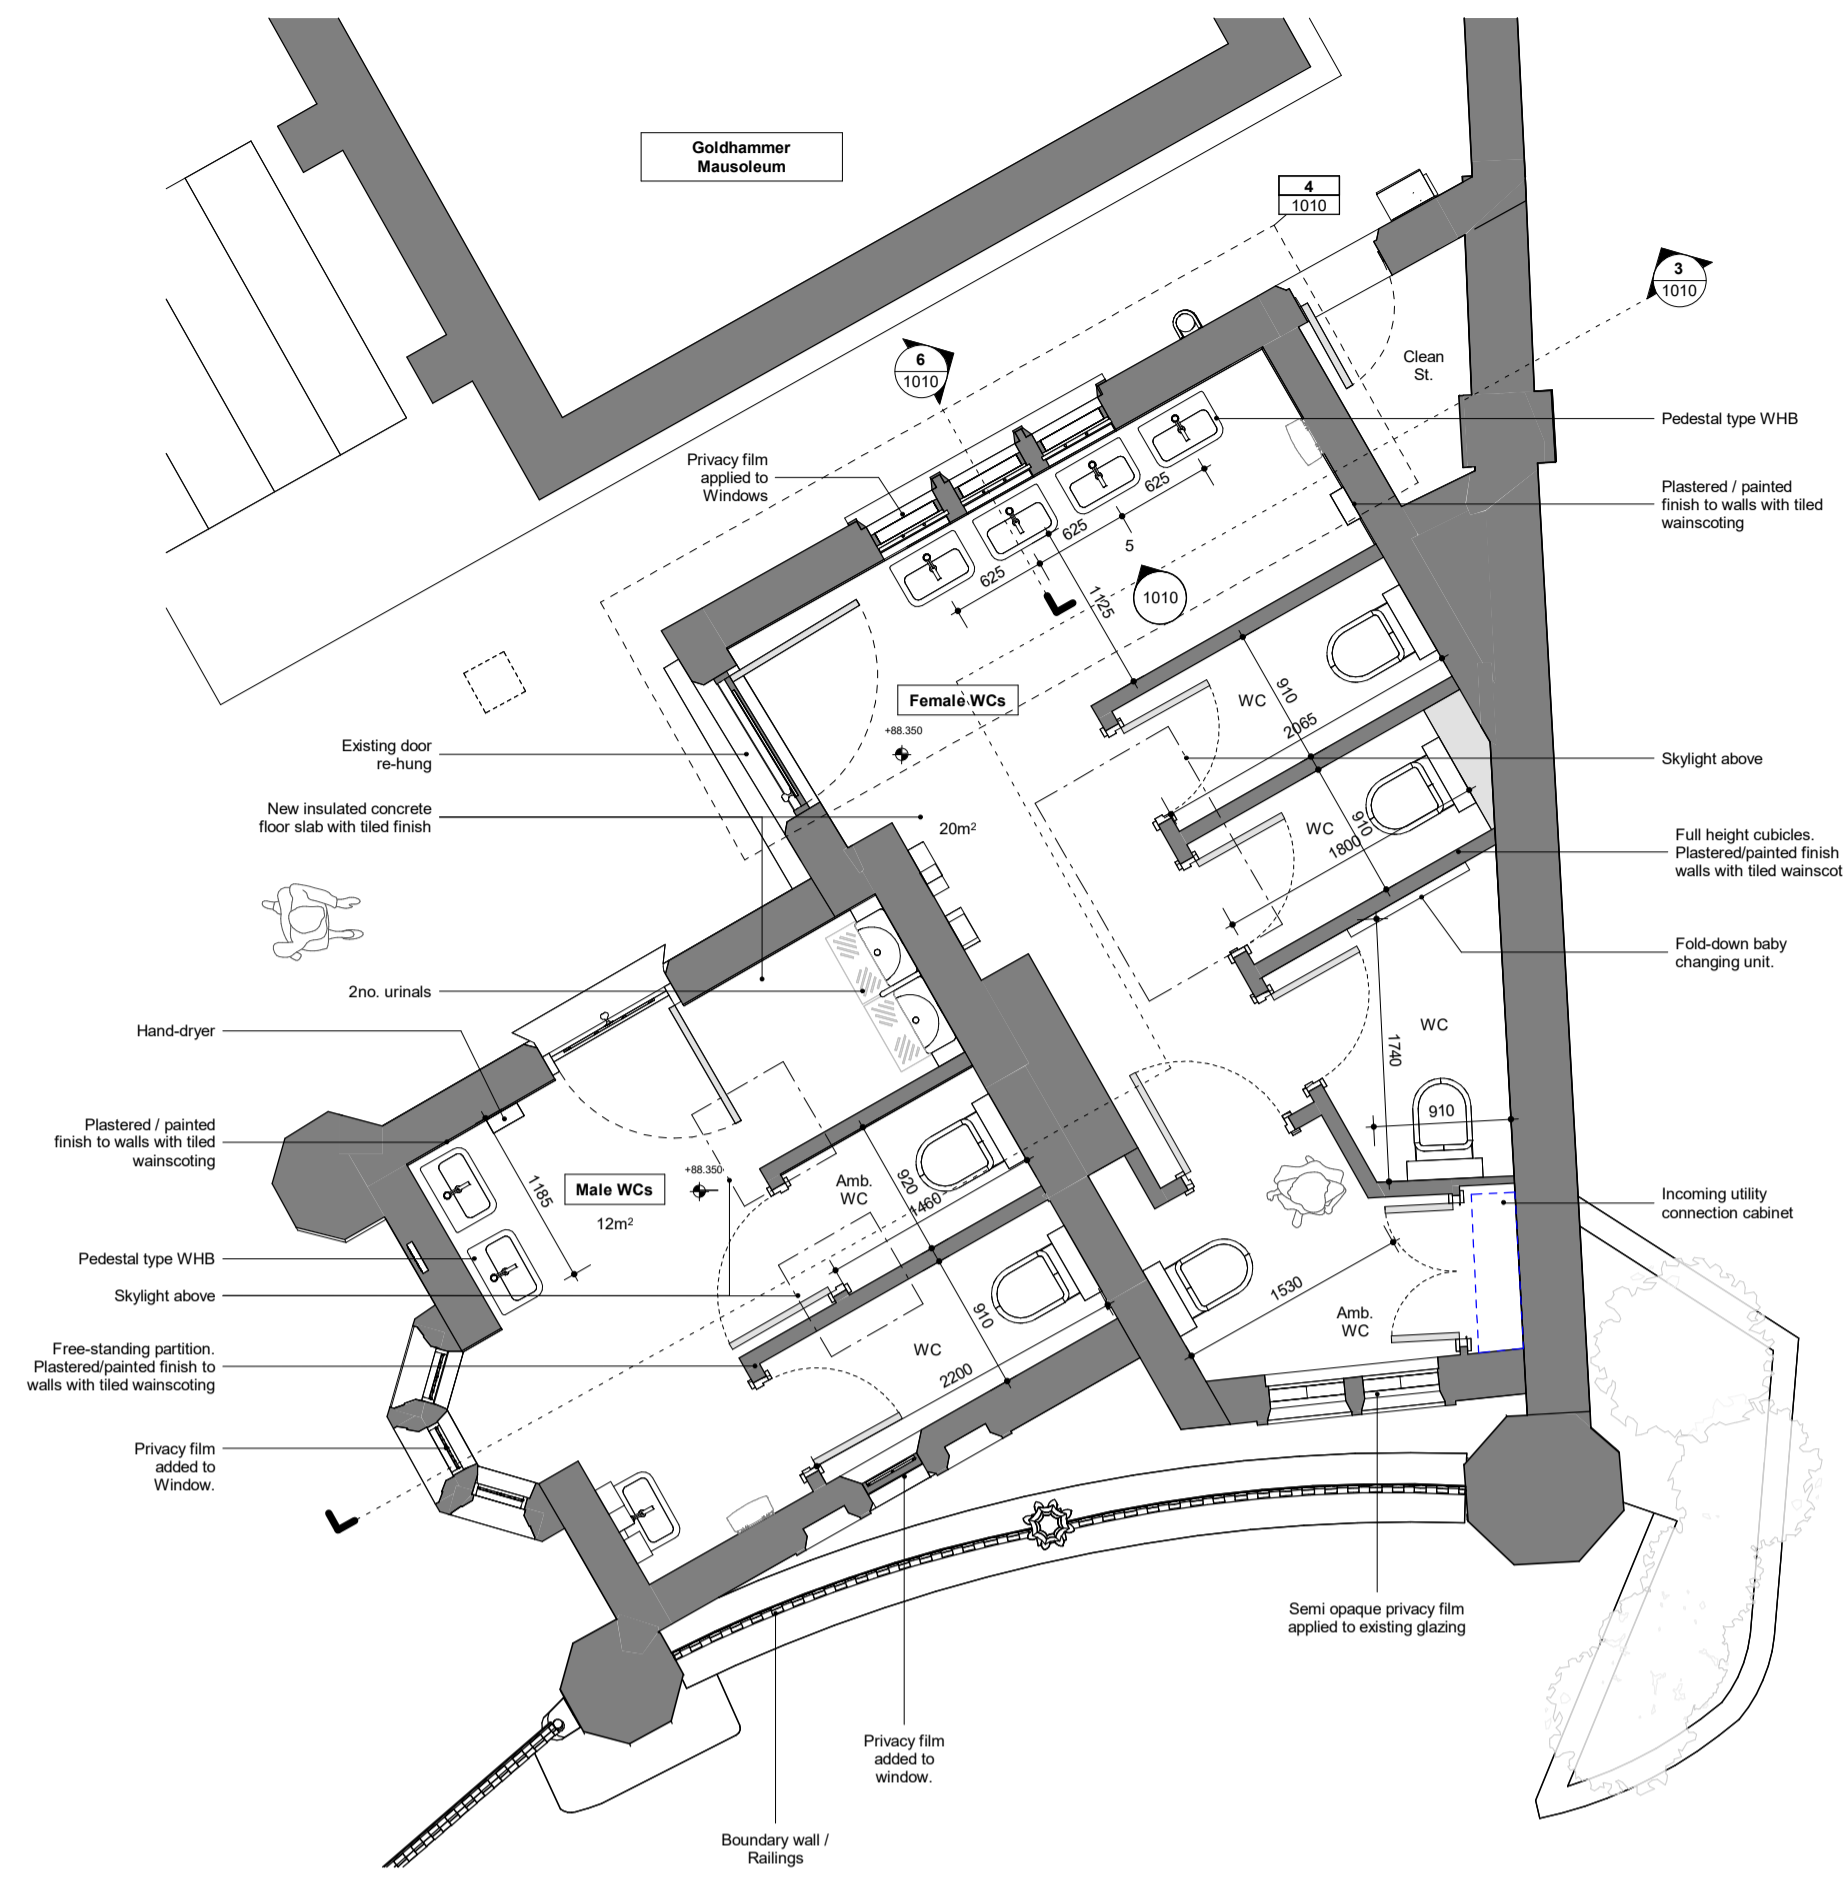 Goldhammer
Mausoleum
4
1010
3
1010
6
1010
Clean
St.
Pedestal type WHB
Privacy film
applied to
Windows
Plastered / painted
finish to walls with tiled
wainscoting
625
625
625
5
1010
1125
Female WCs
+88.350
20m²
WC
910
2065
Existing door
re-hung
New insulated concrete
floor slab with tiled finish
Skylight above
WC
910
1800
Full height cubicles.
Plastered/painted finish
walls with tiled wainscot
Fold-down baby
changing unit.
2no. urinals
Hand-dryer
WC
1740
910
Plastered / painted
finish to walls with tiled
wainscoting
1185
Male WCs
12m²
+88.350
Amb.
WC
920
1460
Incoming utility
connection cabinet
Pedestal type WHB
Skylight above
1530
Amb.
WC
910
WC
2200
Free-standing partition.
Plastered/painted finish to
walls with tiled wainscoting
Privacy film
added to
Window.
Semi opaque privacy film
applied to existing glazing
Privacy film
added to
window.
Boundary wall /
Railings